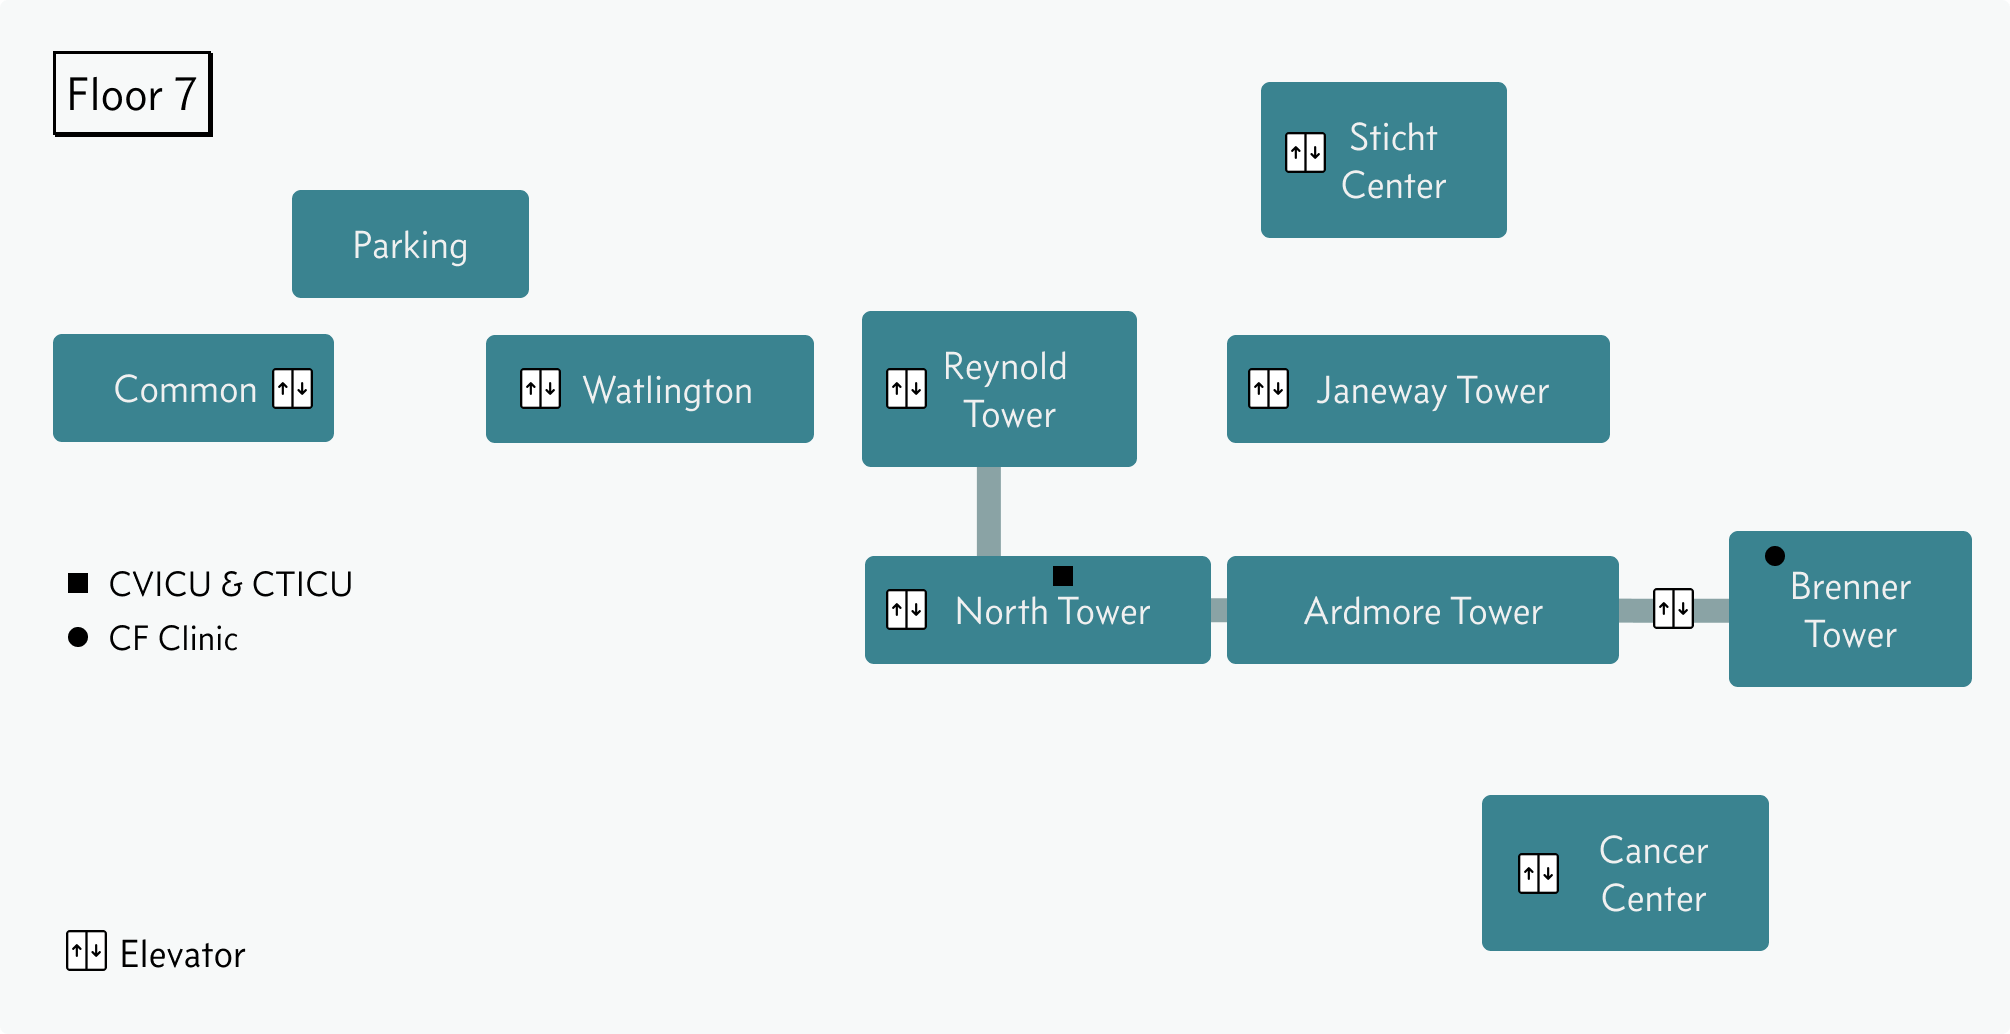 Floor 7
Sticht
Center
Parking
Common
Watlington
Reynold
Tower
Janeway Tower
CVICU & CTICU
CF Clinic
North Tower
Ardmore Tower
Brenner
Tower
Cancer
Center
Elevator